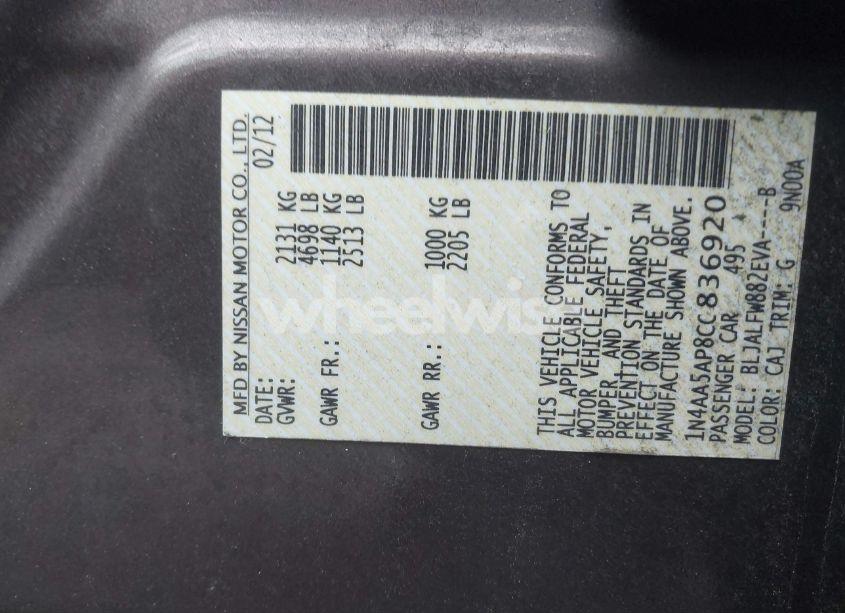 MFD BY NISSAN MOTOR CO., LTD.
DATE: 02/12
GVWR: 2131 KG
4698 LB
GAWR FR.: 1140 KG
2513 LB
GAWR RR.: 1000 KG
2205 LB
THIS VEHICLE CONFORMS TO
ALL APPLICABLE FEDERAL
MOTOR VEHICLE SAFETY,
BUMPER, AND THEFT
PREVENTION STANDARDS IN
EFFECT ON THE DATE OF
MANUFACTURE SHOWN ABOVE.
1N4AA5AP8CC836920
PASSENGER CAR 495
MODEL: BLJALFW882EVA----B
COLOR: CAJ TRIM: G 9N00A
wheelwis